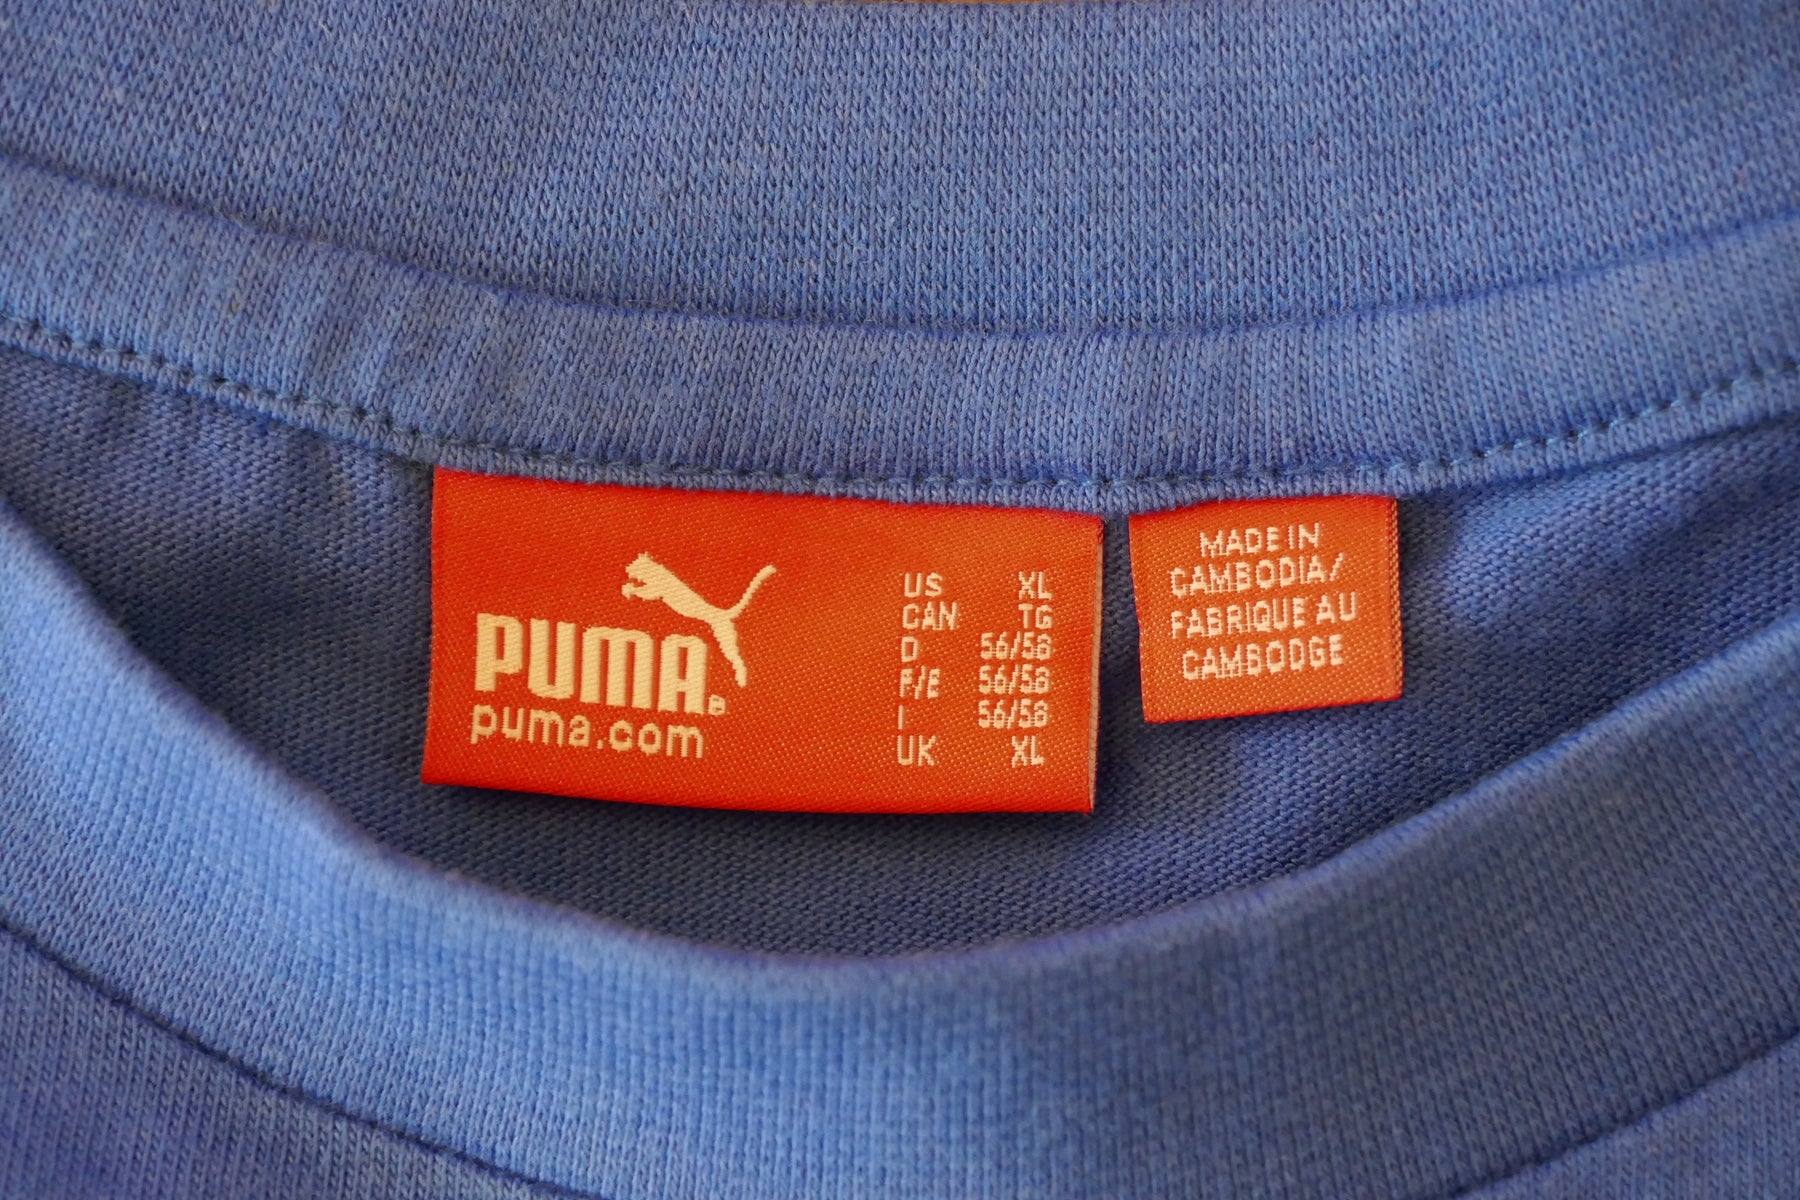 PUMA®
puma.com
US XL
CAN TG
D 56/58
F/E 56/58
I 56/58
UK XL
MADE IN
CAMBODIA/
FABRIQUE AU
CAMBODGE